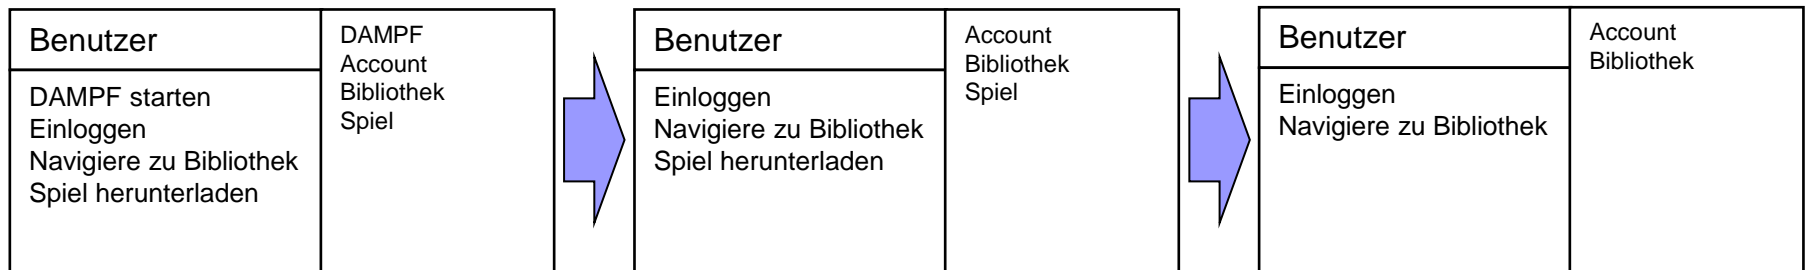 Benutzer
DAMPF starten
Einloggen
Navigiere zu Bibliothek
Spiel herunterladen
DAMPF
Account
Bibliothek
Spiel
Benutzer
Einloggen
Navigiere zu Bibliothek
Spiel herunterladen
Account
Bibliothek
Spiel
Benutzer
Einloggen
Navigiere zu Bibliothek
Account
Bibliothek